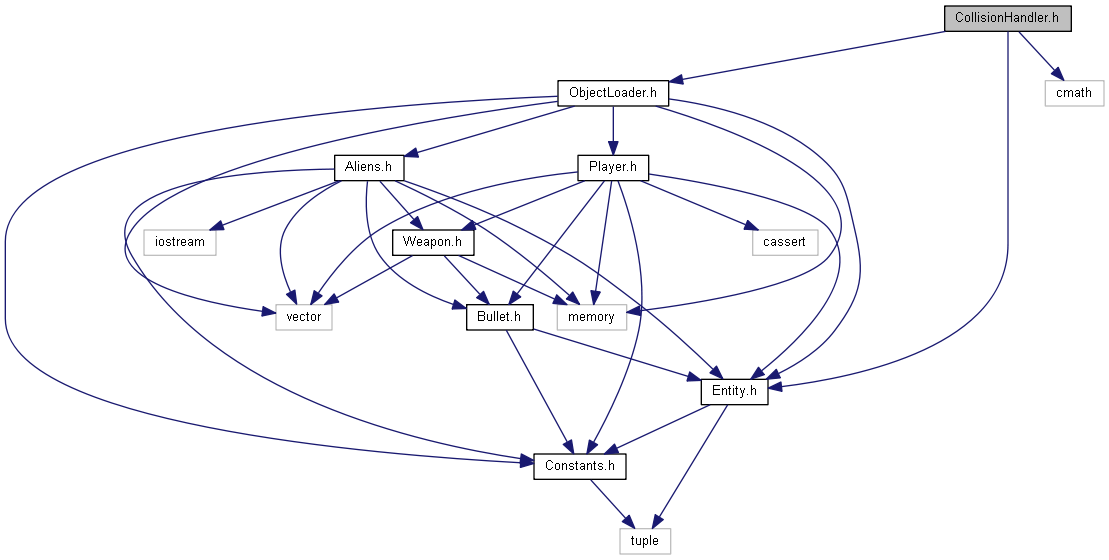 CollisionHandler.h
ObjectLoader.h
cmath
Aliens.h
Player.h
iostream
Weapon.h
cassert
vector
Bullet.h
memory
Entity.h
Constants.h
tuple